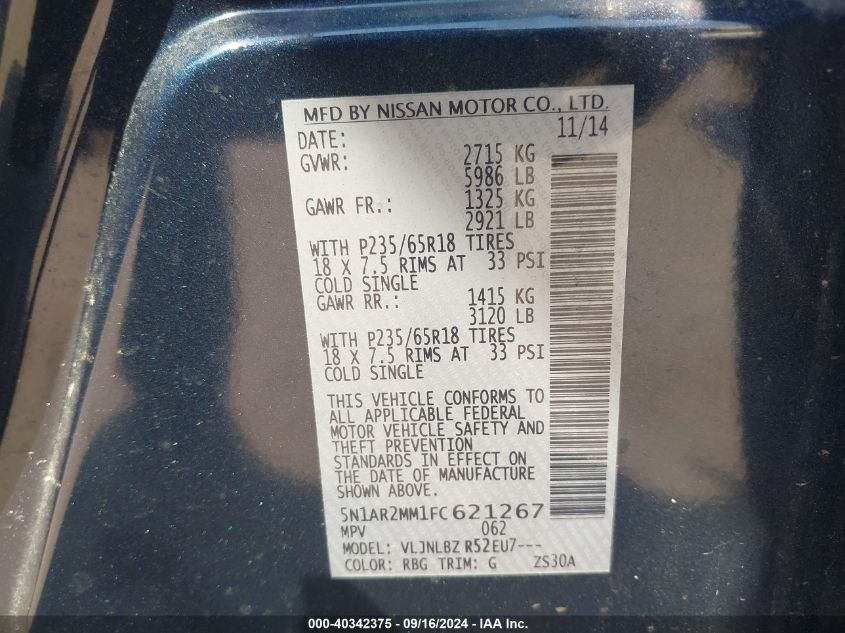 MFD BY NISSAN MOTOR CO., LTD.
DATE: 11/14
GVWR: 2715 KG
5986 LB
GAWR FR.: 1325 KG
2921 LB
WITH P235/65R18 TIRES
18 X 7.5 RIMS AT 33 PSI
COLD SINGLE
GAWR RR.: 1415 KG
3120 LB
WITH P235/65R18 TIRES
18 X 7.5 RIMS AT 33 PSI
COLD SINGLE
THIS VEHICLE CONFORMS TO
ALL APPLICABLE FEDERAL
MOTOR VEHICLE SAFETY AND
THEFT PREVENTION
STANDARDS IN EFFECT ON
THE DATE OF MANUFACTURE
SHOWN ABOVE.
5N1AR2MM1FC621267
MPV 062
MODEL: VLJNLBZ R52EU7---
COLOR: RBG TRIM: G ZS30A
000-40342375 - 09/16/2024 - IAA Inc.